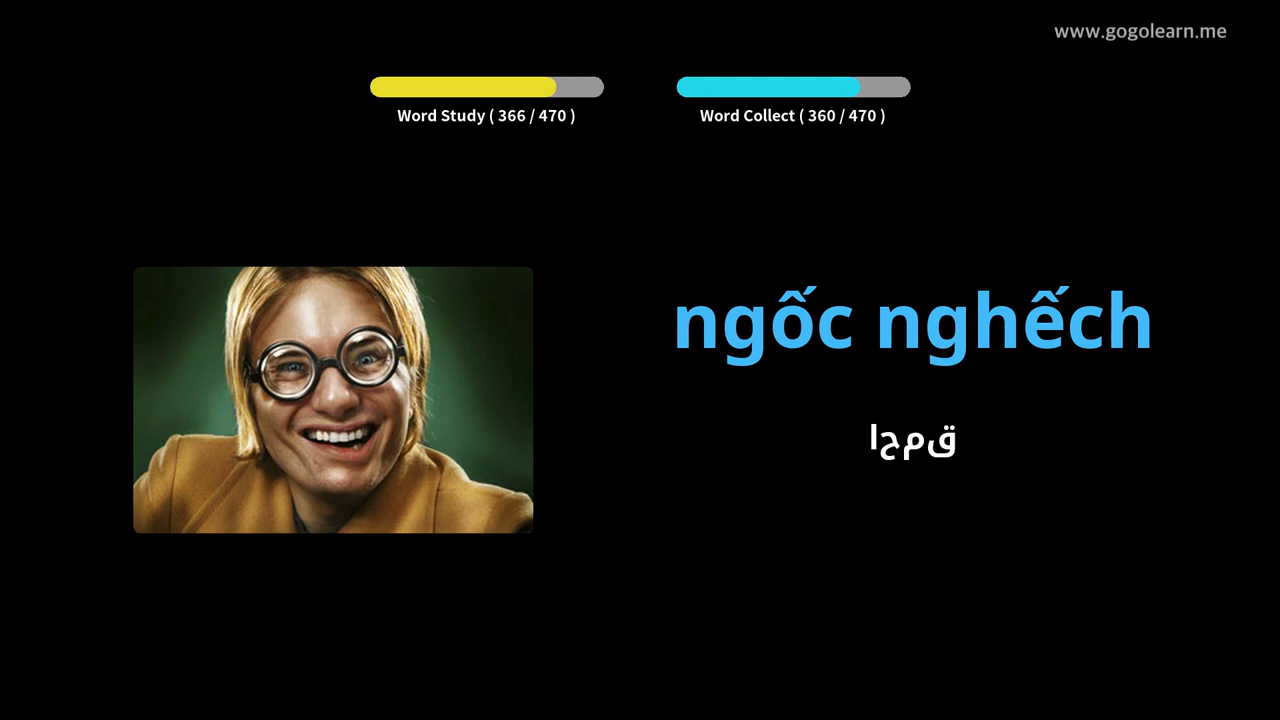 www.gogolearn.me
Word Study ( 366 / 470 )
Word Collect ( 360 / 470 )
ngốc nghếch
احمق